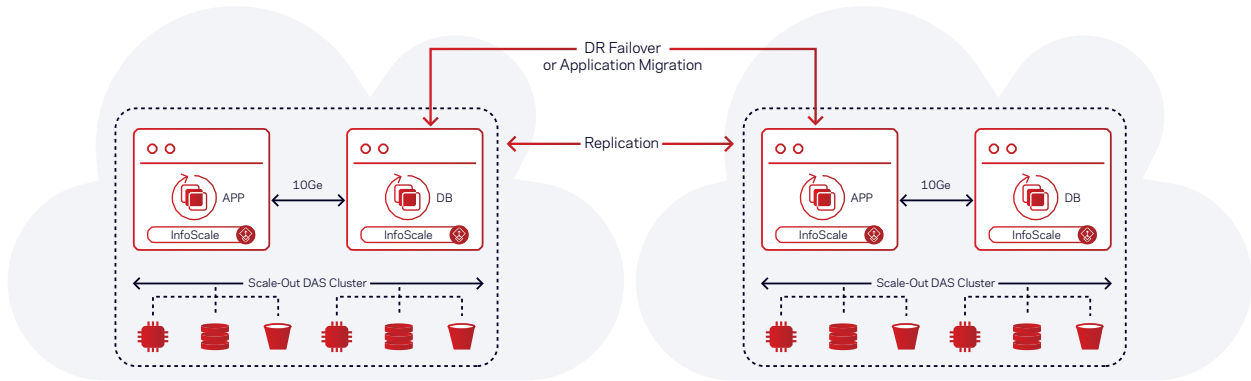 DR Failover
or Application Migration
Replication
10Ge
APP
DB
InfoScale
InfoScale
Scale-Out DAS Cluster
10Ge
APP
DB
InfoScale
InfoScale
Scale-Out DAS Cluster